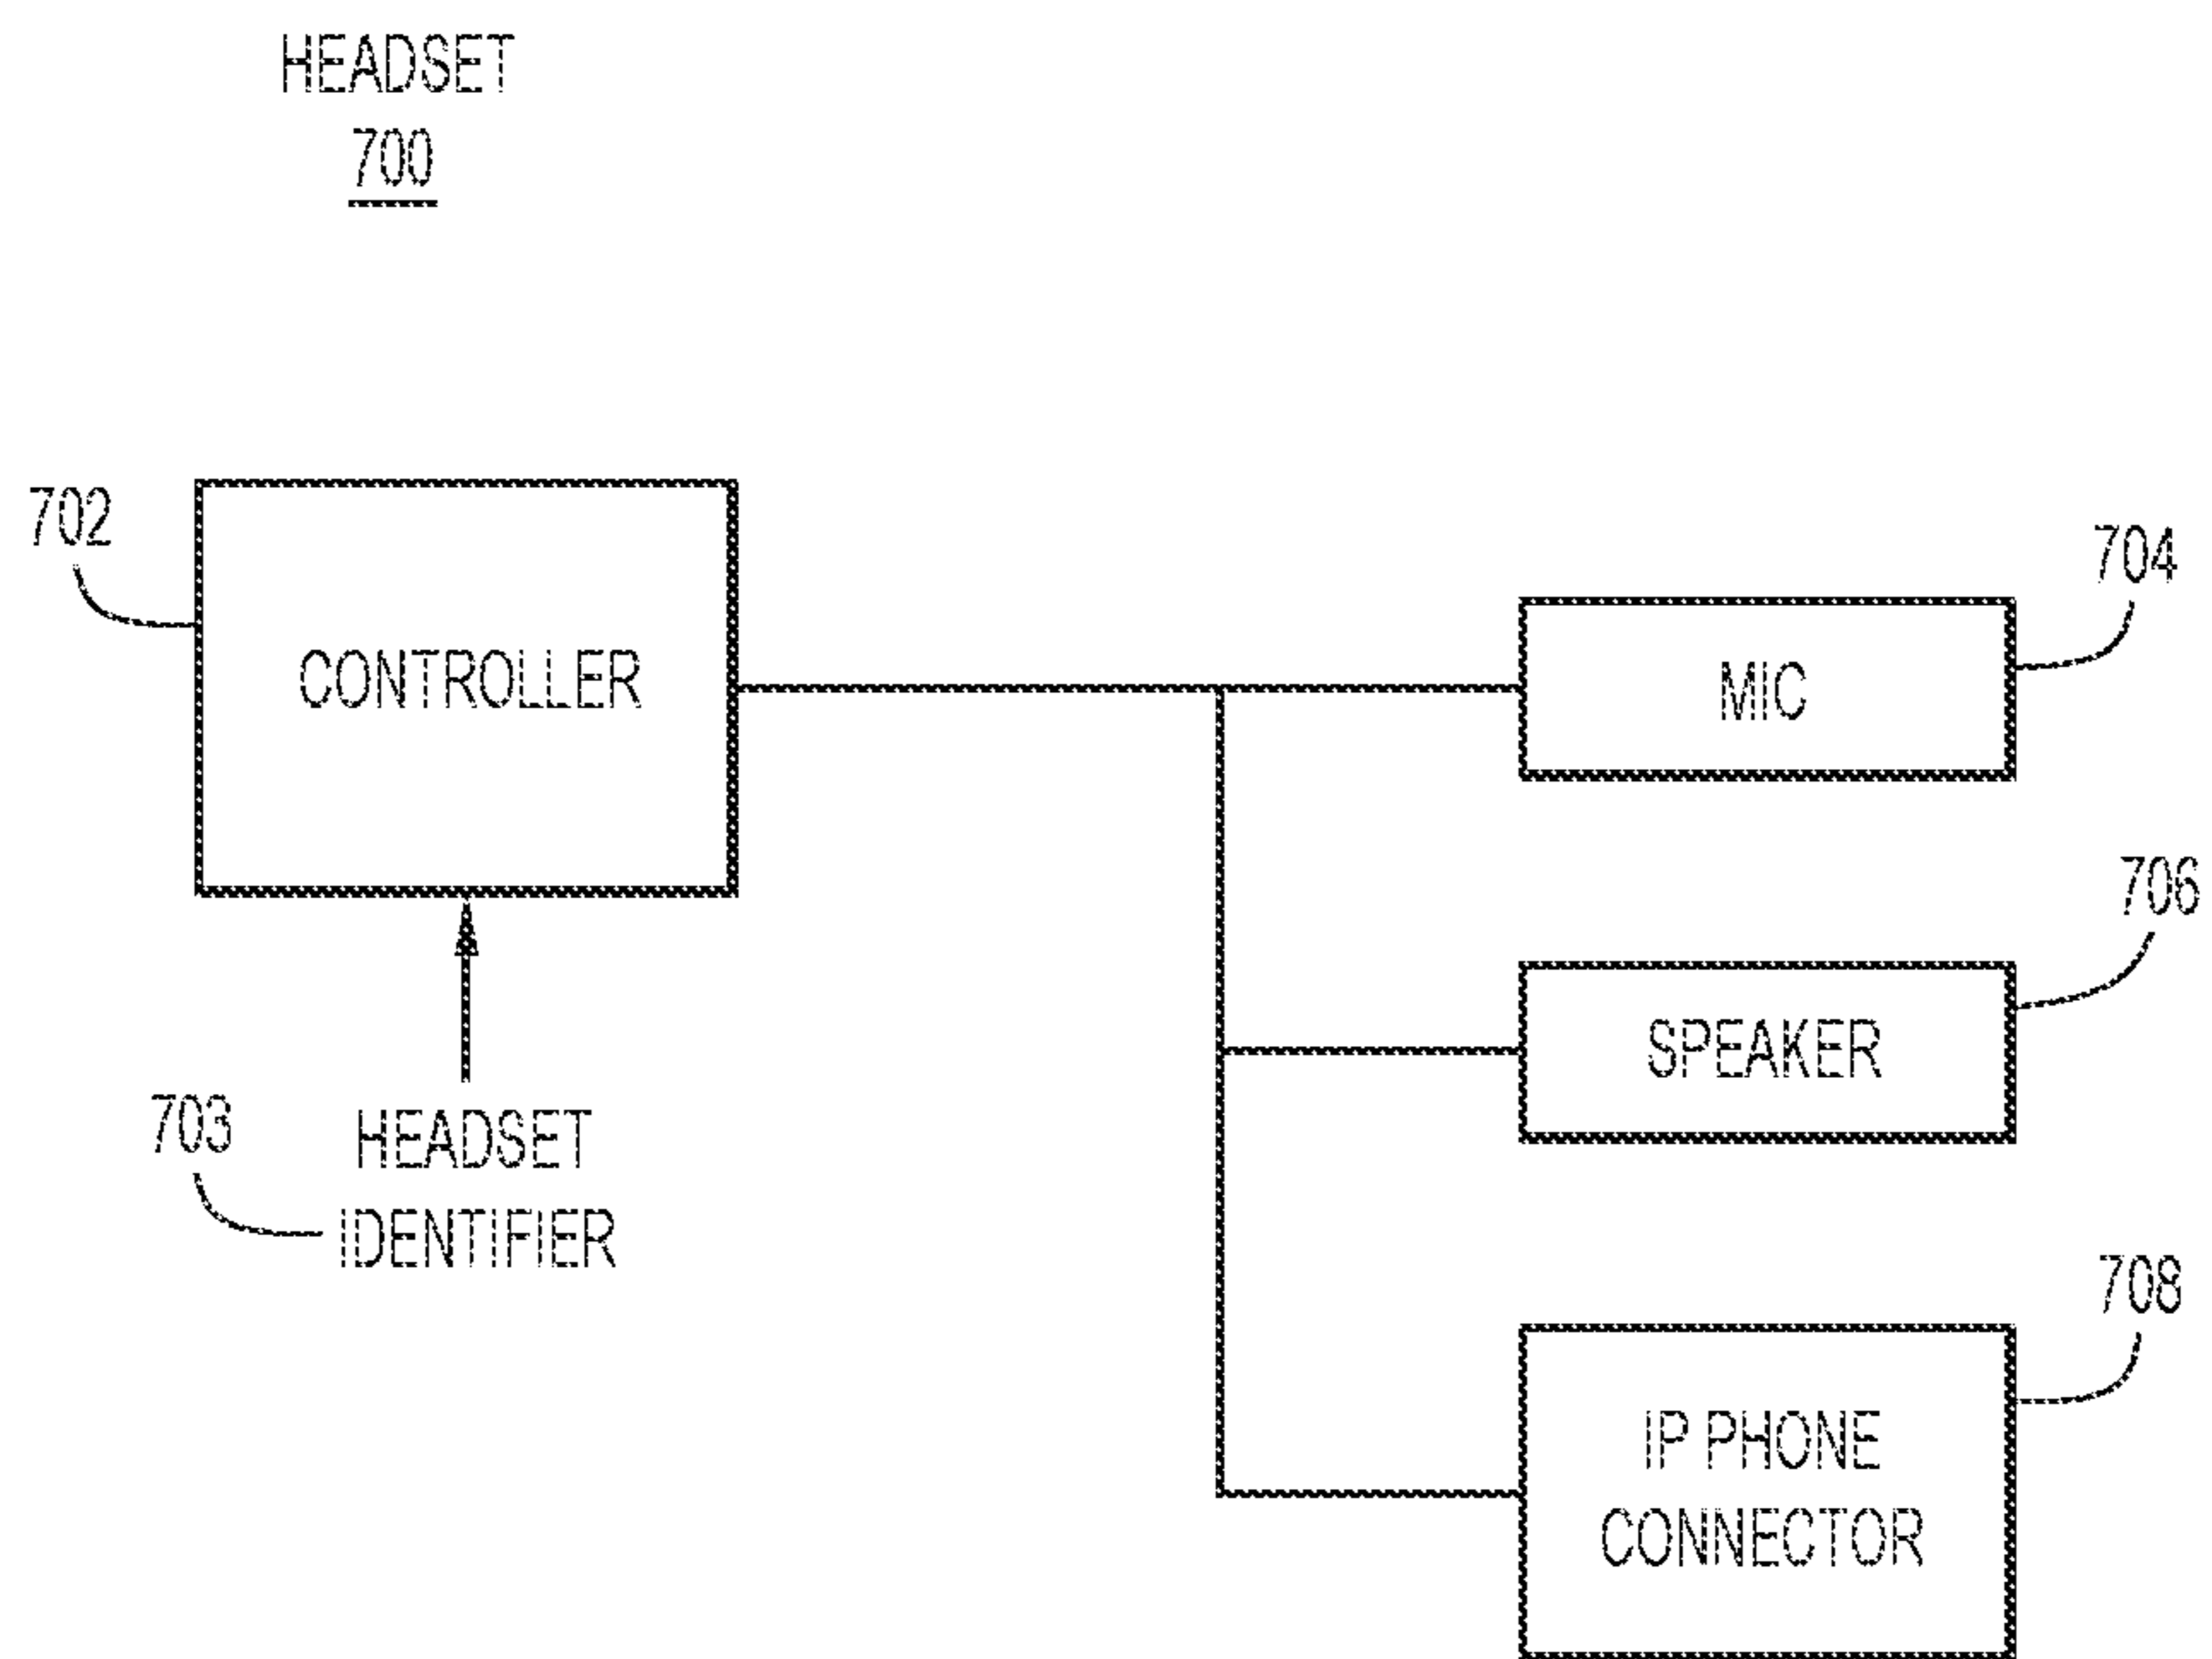 HEADSET
700
702
CONTROLLER
704
MIC
706
SPEAKER
703
HEADSET
IDENTIFIER
708
IP PHONE
CONNECTOR